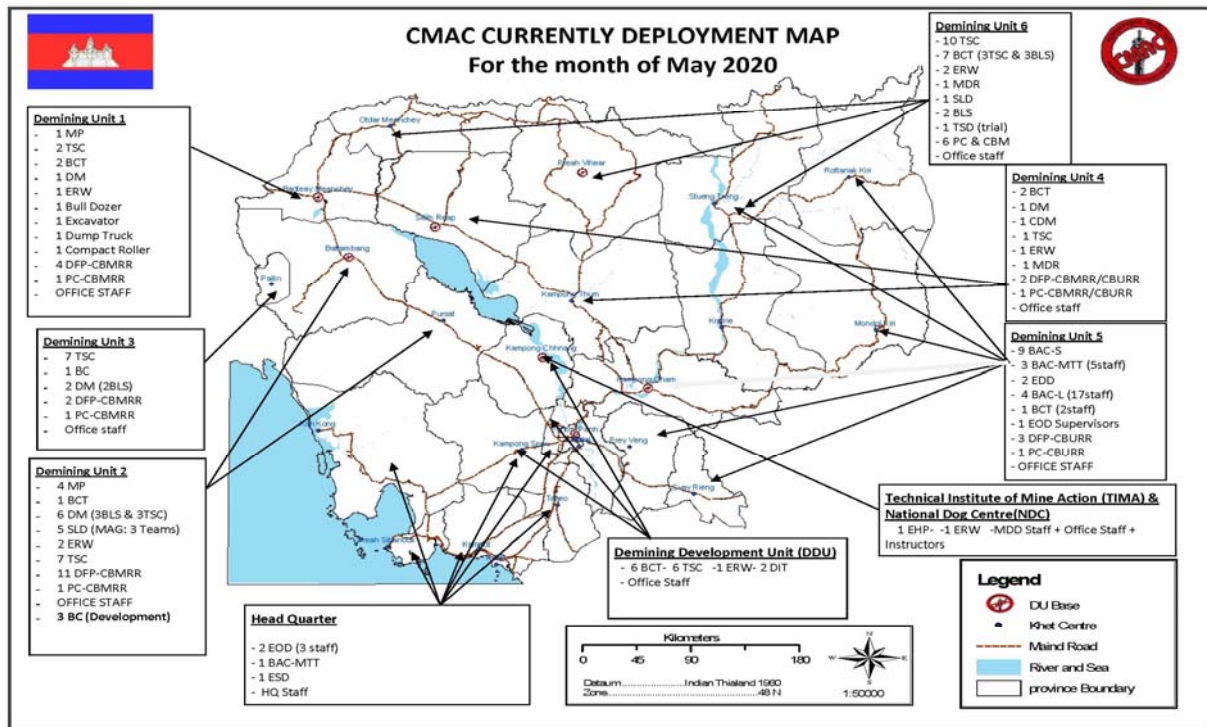 CMAC CURRENTLY DEPLOYMENT MAP
For the month of May 2020
CMAC
Demining Unit 1
- 1 MP
- 2 TSC
- 2 BCT
- 1 DM
- 1 ERW
- 1 Bull Dozer
- 1 Excavator
- 1 Dump Truck
- 1 Compact Roller
- 4 DFP-CBMRR
- 1 PC-CBMRR
- OFFICE STAFF
Demining Unit 3
- 7 TSC
- 1 BC
- 2 DM (2BLS)
- 2 DFP-CBMRR
- 1 PC-CBMRR
- Office staff
Demining Unit 2
- 4 MP
- 1 BCT
- 6 DM (3BLS & 3TSC)
- 5 SLD (MAG: 3 Teams)
- 2 ERW
- 7 TSC
- 11 DFP-CBMRR
- 1 PC-CBMRR
- OFFICE STAFF
- 3 BC (Development)
Otdar Meanchey
Preah Vihear
Rottanak Kiri
Stueng Treng
Banteay Meanchey
Siem Reap
Battambang
Pailin
Kampong Thum
Pursat
Kratie
Mondol Kiri
Kampong Chhnang
Kampong Cham
Kampong Speu
Prey Veng
Svay Rieng
Takeo
Kampot
Demining Unit 6
- 10 TSC
- 7 BCT (3TSC & 3BLS)
- 2 ERW
- 1 MDR
- 1 SLD
- 2 BLS
- 1 TSD (trial)
- 6 PC & CBM
- Office staff
Demining Unit 4
- 2 BCT
- 1 DM
- 1 CDM
- 1 TSC
- 1 ERW
- 1 MDR
- 2 DFP-CBMRR/CBURR
- 1 PC-CBMRR/CBURR
- Office staff
Demining Unit 5
- 9 BAC-S
- 3 BAC-MTT (5staff)
- 2 EDD
- 4 BAC-L (17staff)
- 1 BCT (2staff)
- 1 EOD Supervisors
- 3 DFP-CBURR
- 1 PC-CBURR
- OFFICE STAFF
Technical Institute of Mine Action (TIMA) &
National Dog Centre(NDC)
1 EHP- -1 ERW -MDD Staff + Office Staff +
Instructors
Demining Development Unit (DDU)
- 6 BCT- 6 TSC -1 ERW- 2 DIT
- Office Staff
Head Quarter
- 2 EOD (3 staff)
- 1 BAC-MTT
- 1 ESD
- HQ Staff
Kilometers
0 45 90 180
Dataum..............Indian Thialand 1960
Zone..............48 N
N
W E
S
1:50000
Legend
DU Base
Khet Centre
Maind Road
River and Sea
province Boundary